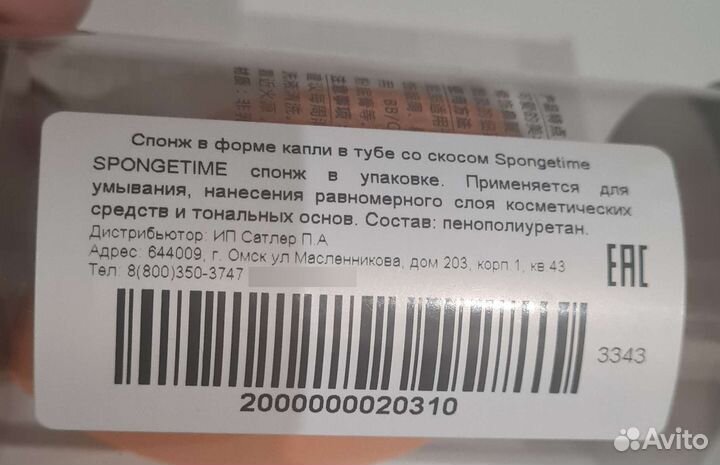 Спонж в форме капли в тубе со скосом Spongetime
SPONGETIME спонж в упаковке. Применяется для
умывания, нанесения равномерного слоя косметических
средств и тональных основ. Состав: пенополиуретан.
Дистрибьютор: ИП Сатлер П.А
Адрес: 644009, г. Омск ул Масленникова, дом 203, корп.1, кв 43
Тел: 8(800)350-3747
EAC
3343
2000000020310
Avito